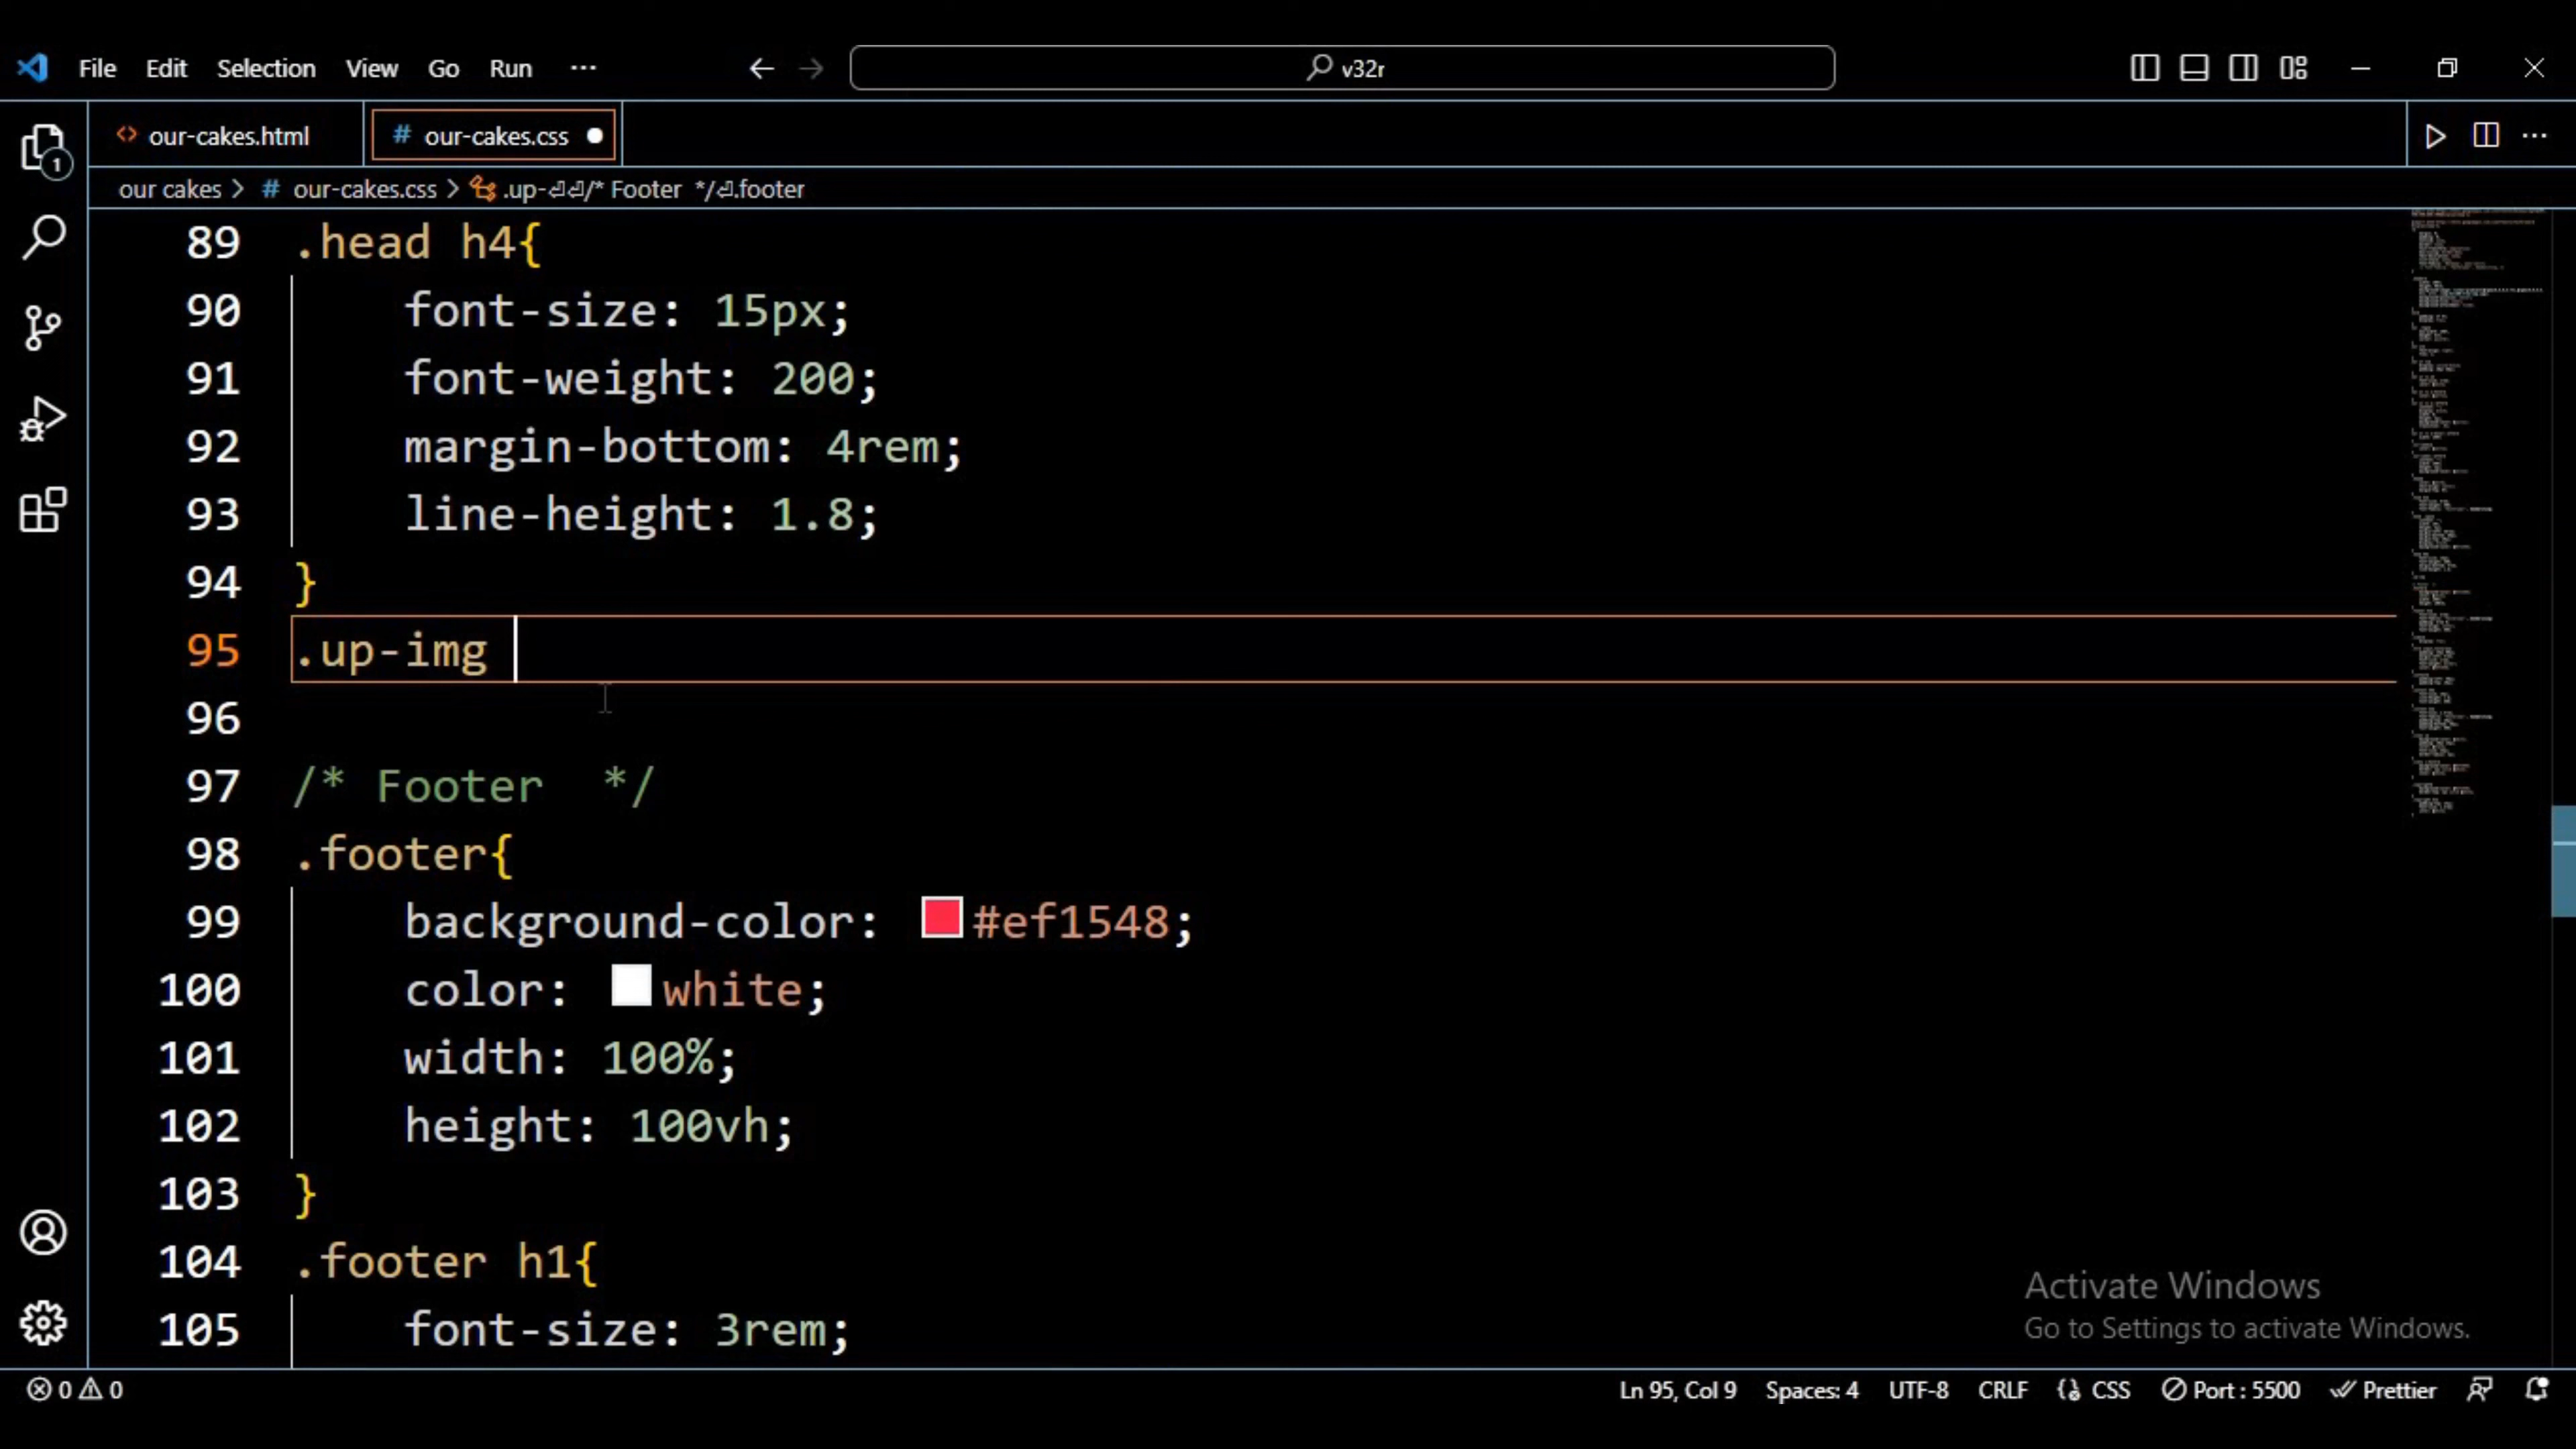 File Edit Selection View Go Run ··· v32r
our-cakes.html # our-cakes.css
our cakes > # our-cakes.css > .up-⏎⏎/* Footer */⏎.footer
89 .head h4{
90 font-size: 15px;
91 font-weight: 200;
92 margin-bottom: 4rem;
93 line-height: 1.8;
94 }
95 .up-img
96
97 /* Footer  */
98 .footer{
99 background-color: #ef1548;
100 color: white;
101 width: 100%;
102 height: 100vh;
103 }
104 .footer h1{
105 font-size: 3rem;
1
Activate Windows
Go to Settings to activate Windows.
0 0 Ln 95, Col 9 Spaces: 4 UTF-8 CRLF CSS Port : 5500 Prettier